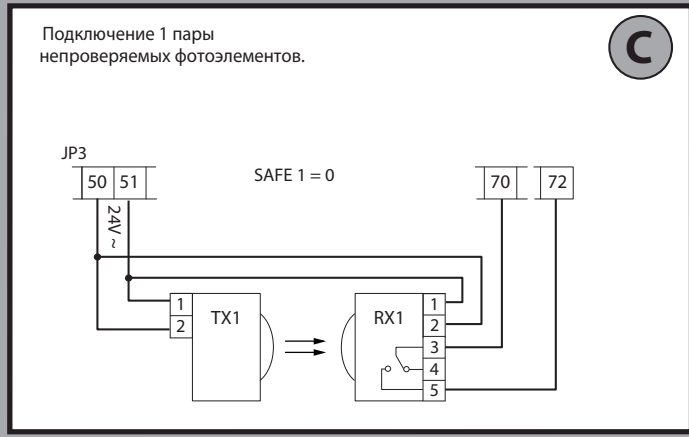 Подключение 1 пары
непроверяемых фотоэлементов.
C
JP3
50 51
SAFE 1 = 0
70 72
24V ~
1
2
TX1
RX1
1
2
3
4
5